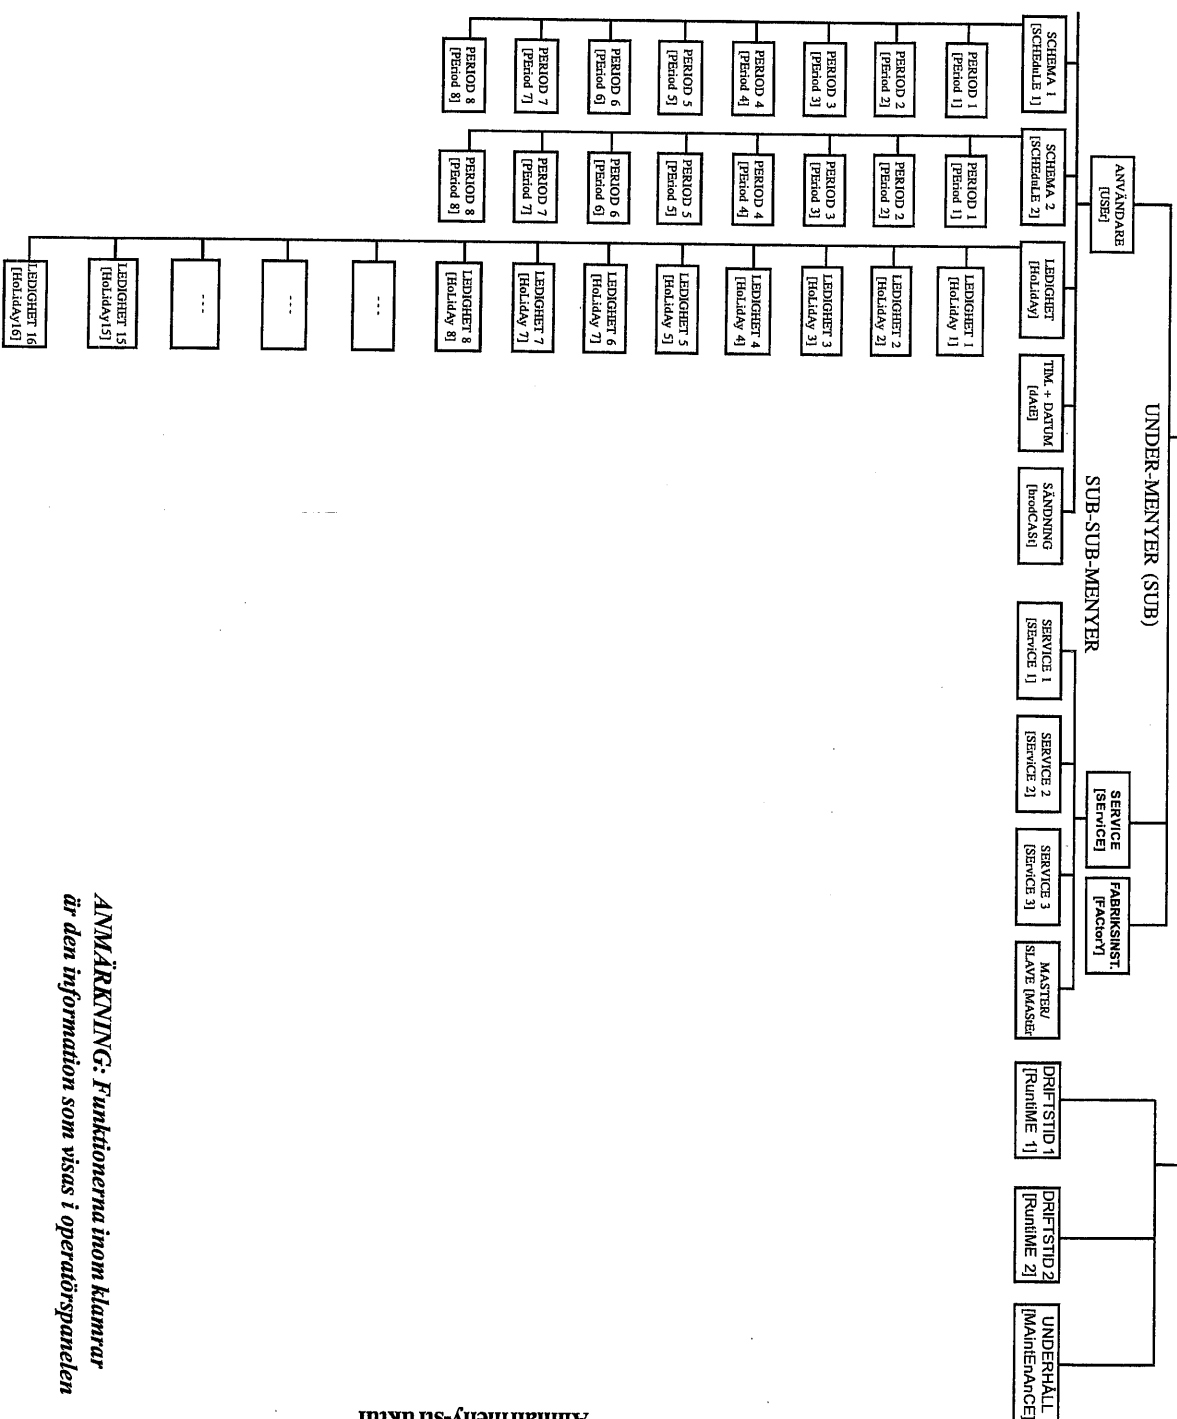 UNDER-MENYER (SUB)
ANVÄNDARE
[USEr]
SERVICE
[SErviCE]
FABRIKSINST.
[FACtorY]
SUB-SUB-MENYER
SCHEMA 1
[SCHEduLE 1]
SCHEMA 2
[SCHEduLE 2]
LEDIGHET
[HoLidAy]
TIM. + DATUM
[dAtE]
SÄNDNING
[brodCASt]
SERVICE 1
[SErviCE 1]
SERVICE 2
[SErviCE 2]
SERVICE 3
[SErviCE 3]
MASTER/
SLAVE [MAStEr
DRIFTSTID 1
[RuntiME 1]
DRIFTSTID 2
[RuntiME 2]
UNDERHÅLL
[MAintEnAnCE]
PERIOD 1
[PEriod 1]
PERIOD 2
[PEriod 2]
PERIOD 3
[PEriod 3]
PERIOD 4
[PEriod 4]
PERIOD 5
[PEriod 5]
PERIOD 6
[PEriod 6]
PERIOD 7
[PEriod 7]
PERIOD 8
[PEriod 8]
PERIOD 1
[PEriod 1]
PERIOD 2
[PEriod 2]
PERIOD 3
[PEriod 3]
PERIOD 4
[PEriod 4]
PERIOD 5
[PEriod 5]
PERIOD 6
[PEriod 6]
PERIOD 7
[PEriod 7]
PERIOD 8
[PEriod 8]
LEDIGHET 1
[HoLidAy 1]
LEDIGHET 2
[HoLidAy 2]
LEDIGHET 3
[HoLidAy 3]
LEDIGHET 4
[HoLidAy 4]
LEDIGHET 5
[HoLidAy 5]
LEDIGHET 6
[HoLidAy 7]
LEDIGHET 7
[HoLidAy 7]
LEDIGHET 8
[HoLidAy 8]
---
---
---
LEDIGHET 15
[HoLidAy15]
LEDIGHET 16
[HoLidAy16]
ANMÄRKNING: Funktionerna inom klamrar
är den information som visas i operatörspanelen